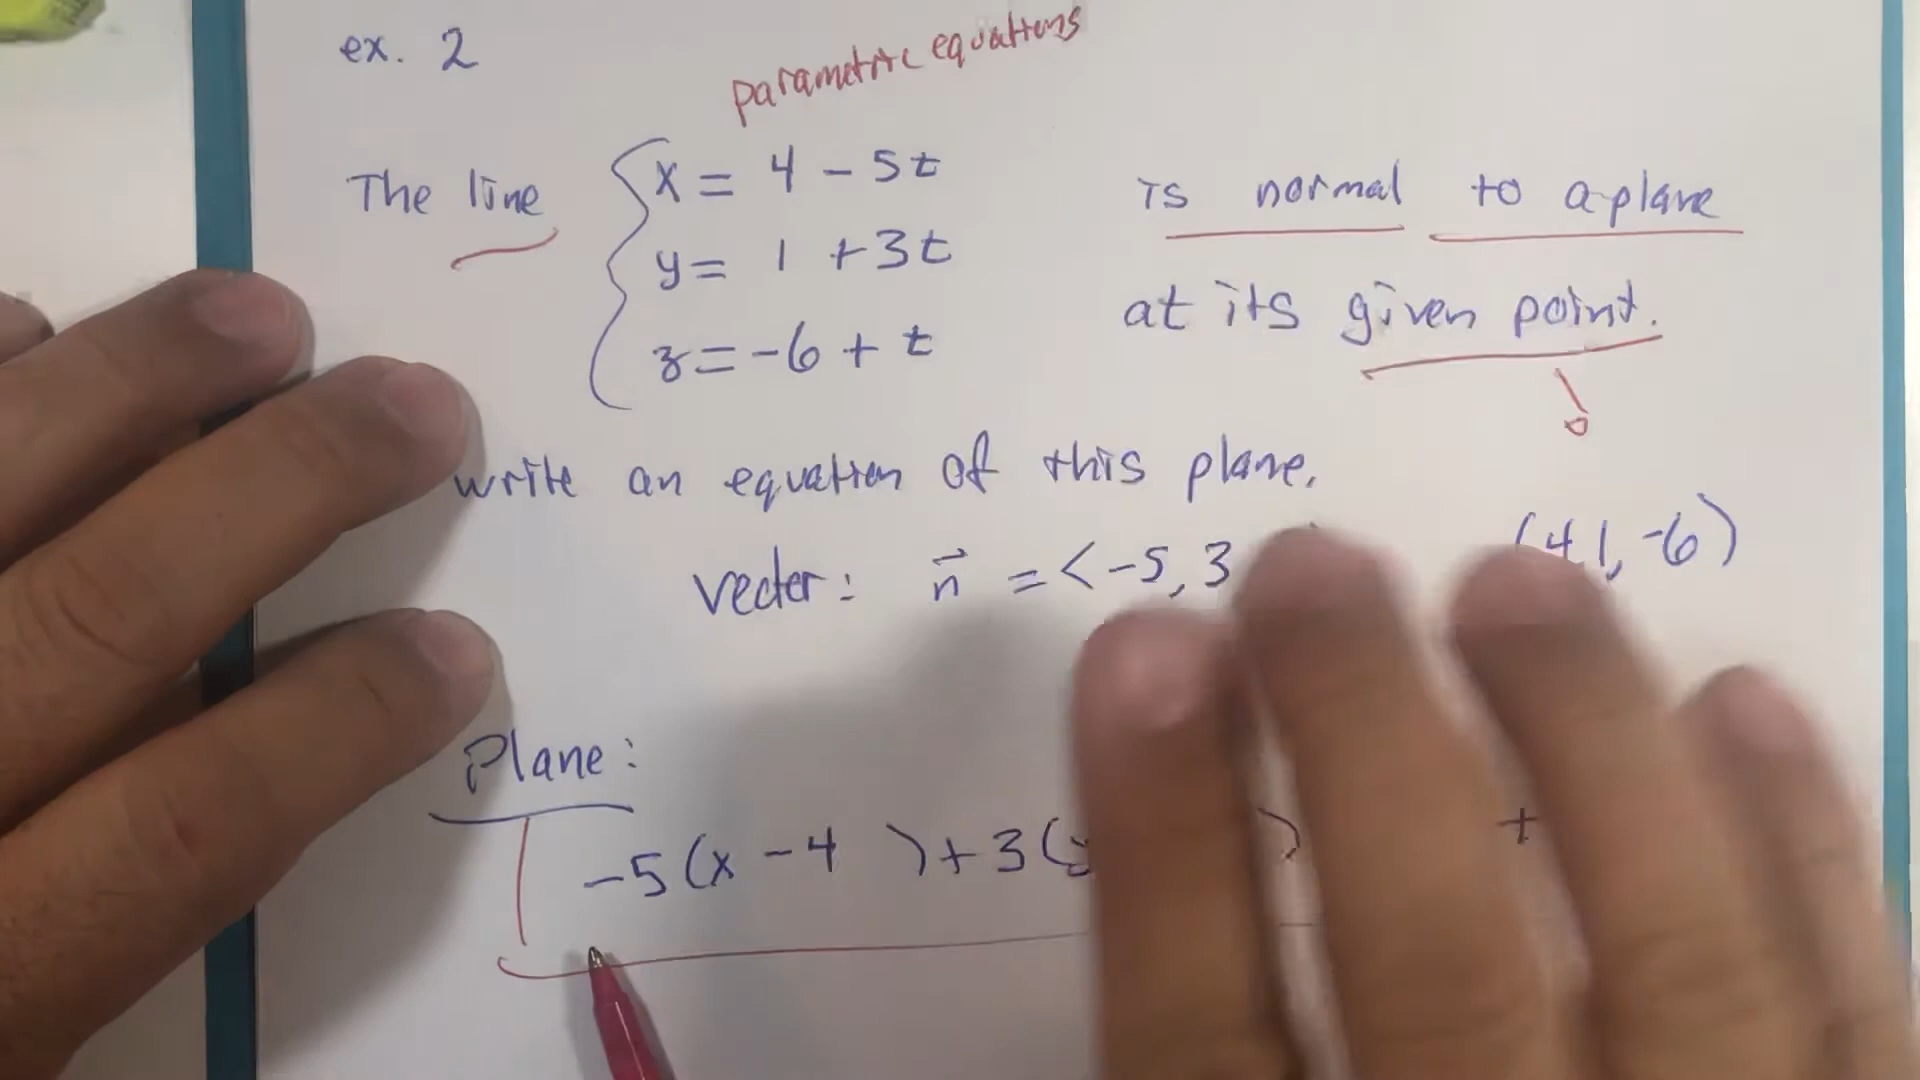 ex. 2
parametric equations
The line
x = 4 - 5t
y = 1 + 3t
z = -6 + t
is normal to a plane
at its given point.
write an equation of this plane.
vector: n = < -5, 3
(4, 1, -6)
Plane:
-5(x - 4 ) + 3( ) +